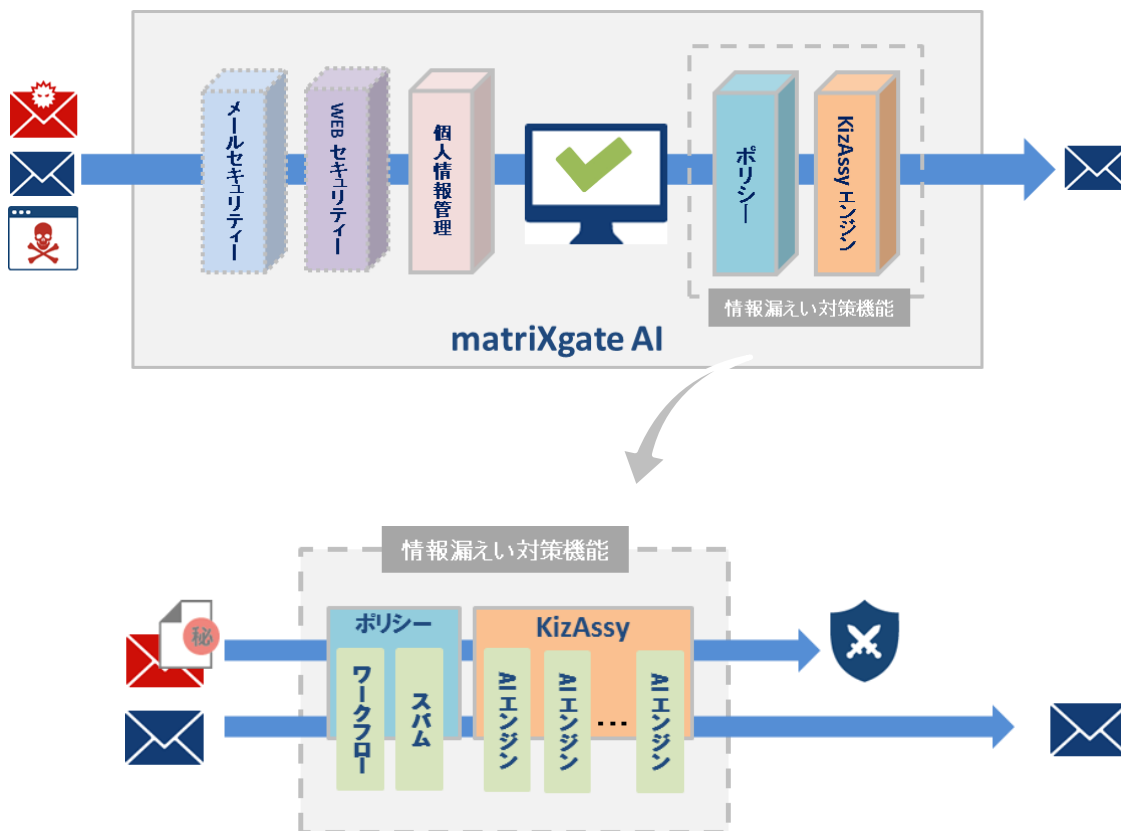 メールセキュリティー
WEB セキュリティー
個人情報管理
ポリシー
KizAssy エンジン
情報漏えい対策機能
matriXgate AI
情報漏えい対策機能
秘
ポリシー
KizAssy
ワークフロー
スパム
AI エンジン
AI エンジン
...
AI エンジン